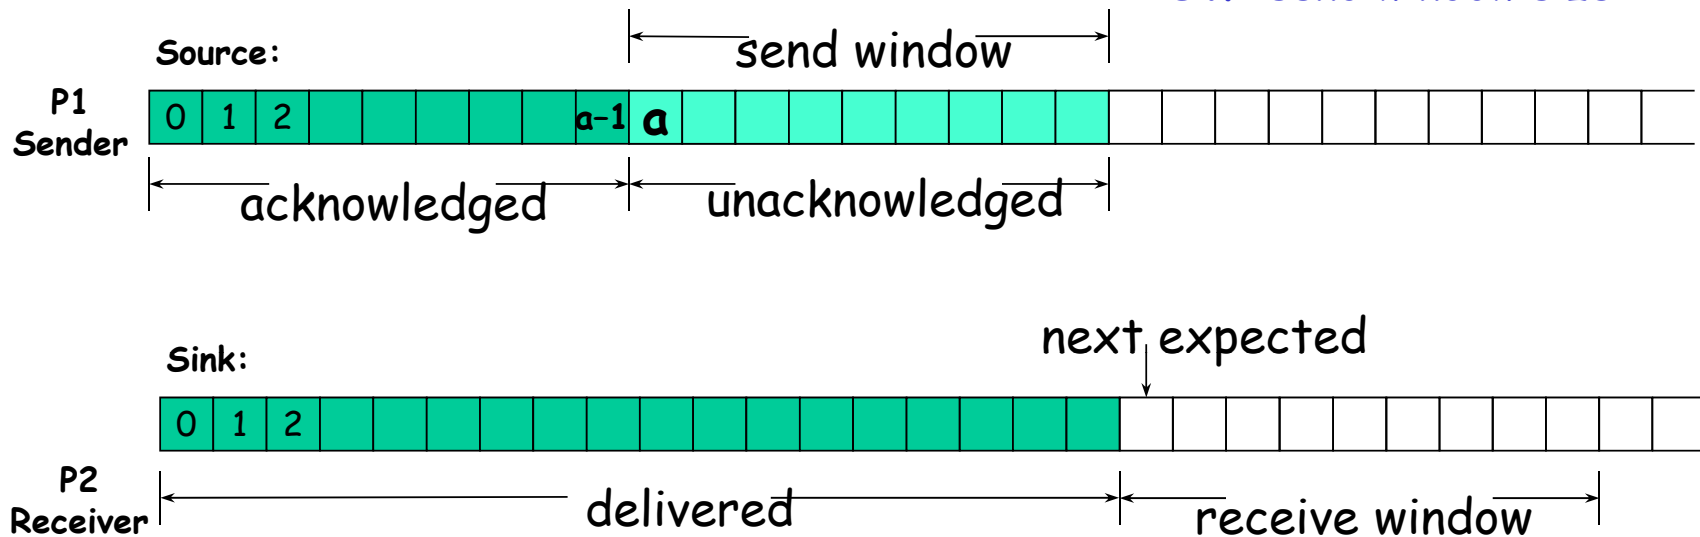 Source:
send window
P1
Sender
0 1 2 a-1 a
acknowledged
unacknowledged
next expected
Sink:
0 1 2
P2
Receiver
delivered
receive window